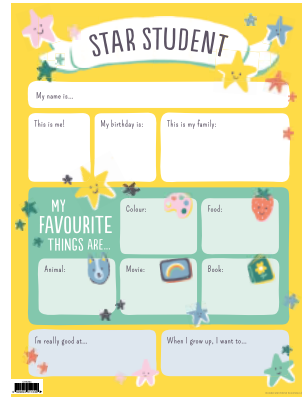 STAR STUDENT
My name is...
This is me!
My birthday is:
This is my family:
MY
FAVOURITE
THINGS ARE...
Colour:
Food:
Animal:
Movie:
Book:
I'm really good at...
When I grow up, I want to...